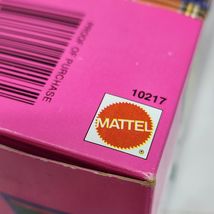 PROOF OF PURCHASE
10217
MATTEL